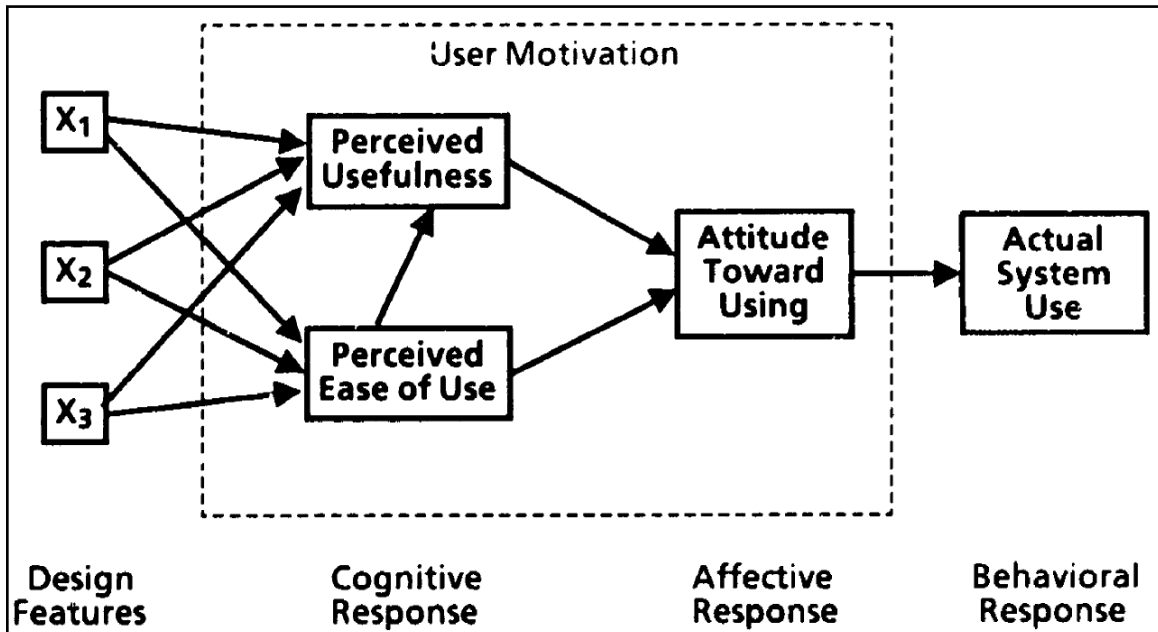 User Motivation
X1
X2
X3
Perceived
Usefulness
Perceived
Ease of Use
Attitude
Toward
Using
Actual
System
Use
Design
Features
Cognitive
Response
Affective
Response
Behavioral
Response